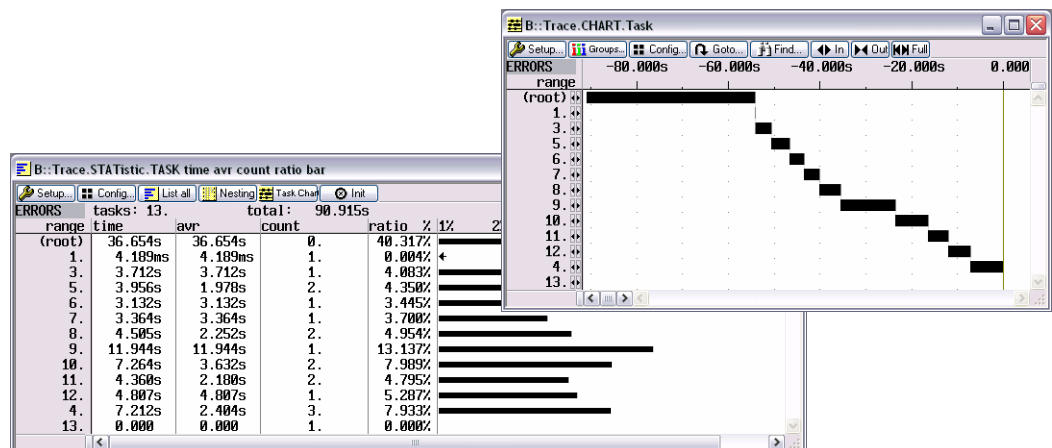 B::Trace.CHART.Task
Setup... Groups... Config... Goto... Find... In Out Full
ERRORS -80.000s -60.000s -40.000s -20.000s 0.000
range
(root)
1.
3.
5.
6.
7.
8.
9.
10.
11.
12.
4.
13.
B::Trace.STATistic.TASK time avr count ratio bar
Setup... Config... List all Nesting Task Chart Init
ERRORS tasks: 13. total: 90.915s
range time avr count ratio % 1% 2
(root) 36.654s 36.654s 0. 40.317%
1. 4.189ms 4.189ms 1. 0.004%
3. 3.712s 3.712s 1. 4.083%
5. 3.956s 1.978s 2. 4.350%
6. 3.132s 3.132s 1. 3.445%
7. 3.364s 3.364s 1. 3.700%
8. 4.505s 2.252s 2. 4.954%
9. 11.944s 11.944s 1. 13.137%
10. 7.264s 3.632s 2. 7.989%
11. 4.360s 2.180s 2. 4.795%
12. 4.807s 4.807s 1. 5.287%
4. 7.212s 2.404s 3. 7.933%
13. 0.000 0.000 1. 0.000%